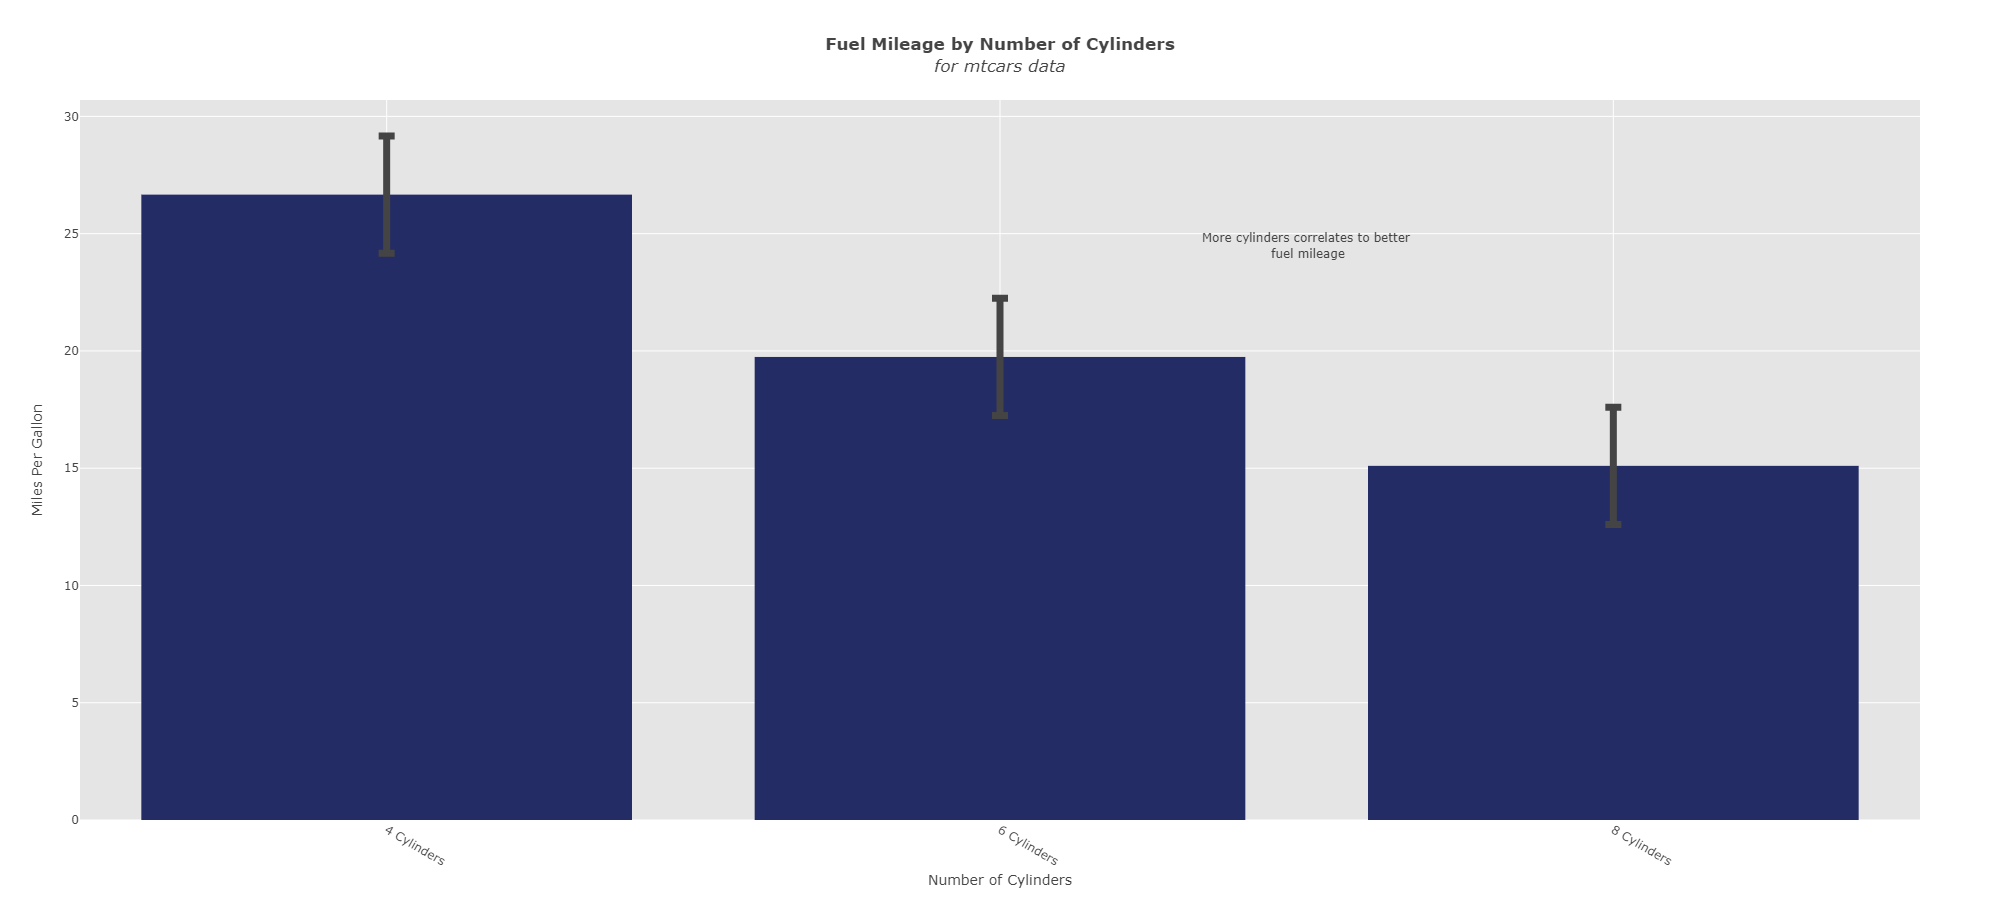 Fuel Mileage by Number of Cylinders
for mtcars data
30
25
20
15
10
5
0
Miles Per Gallon
More cylinders correlates to better
fuel mileage
4 Cylinders
6 Cylinders
8 Cylinders
Number of Cylinders